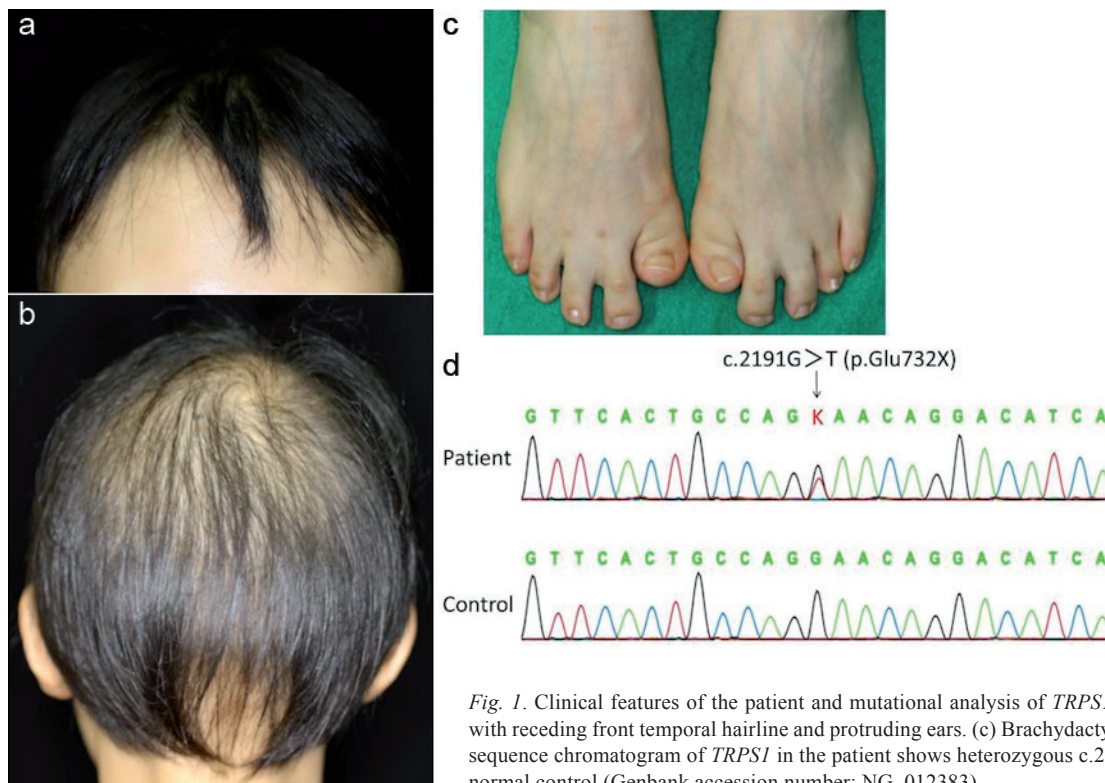 a
b
c
d
c.2191G>T (p.Glu732X)
G T T C A C T G C C A G K A A C A G G A C A T C A
Patient
G T T C A C T G C C A G G A A C A G G A C A T C A
Control
Fig. 1. Clinical features of the patient and mutational analysis of TRPS1
with receding front temporal hairline and protruding ears. (c) Brachydacty
sequence chromatogram of TRPS1 in the patient shows heterozygous c.2
normal control (Genbank accession number: NG_012383)